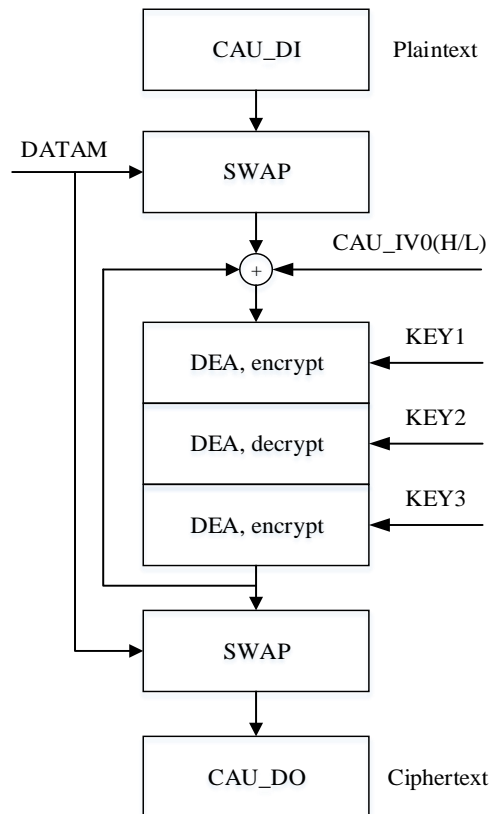 CAU_DI Plaintext
DATAM
SWAP
CAU_IV0(H/L)
+
KEY1
DEA, encrypt
KEY2
DEA, decrypt
KEY3
DEA, encrypt
SWAP
CAU_DO Ciphertext